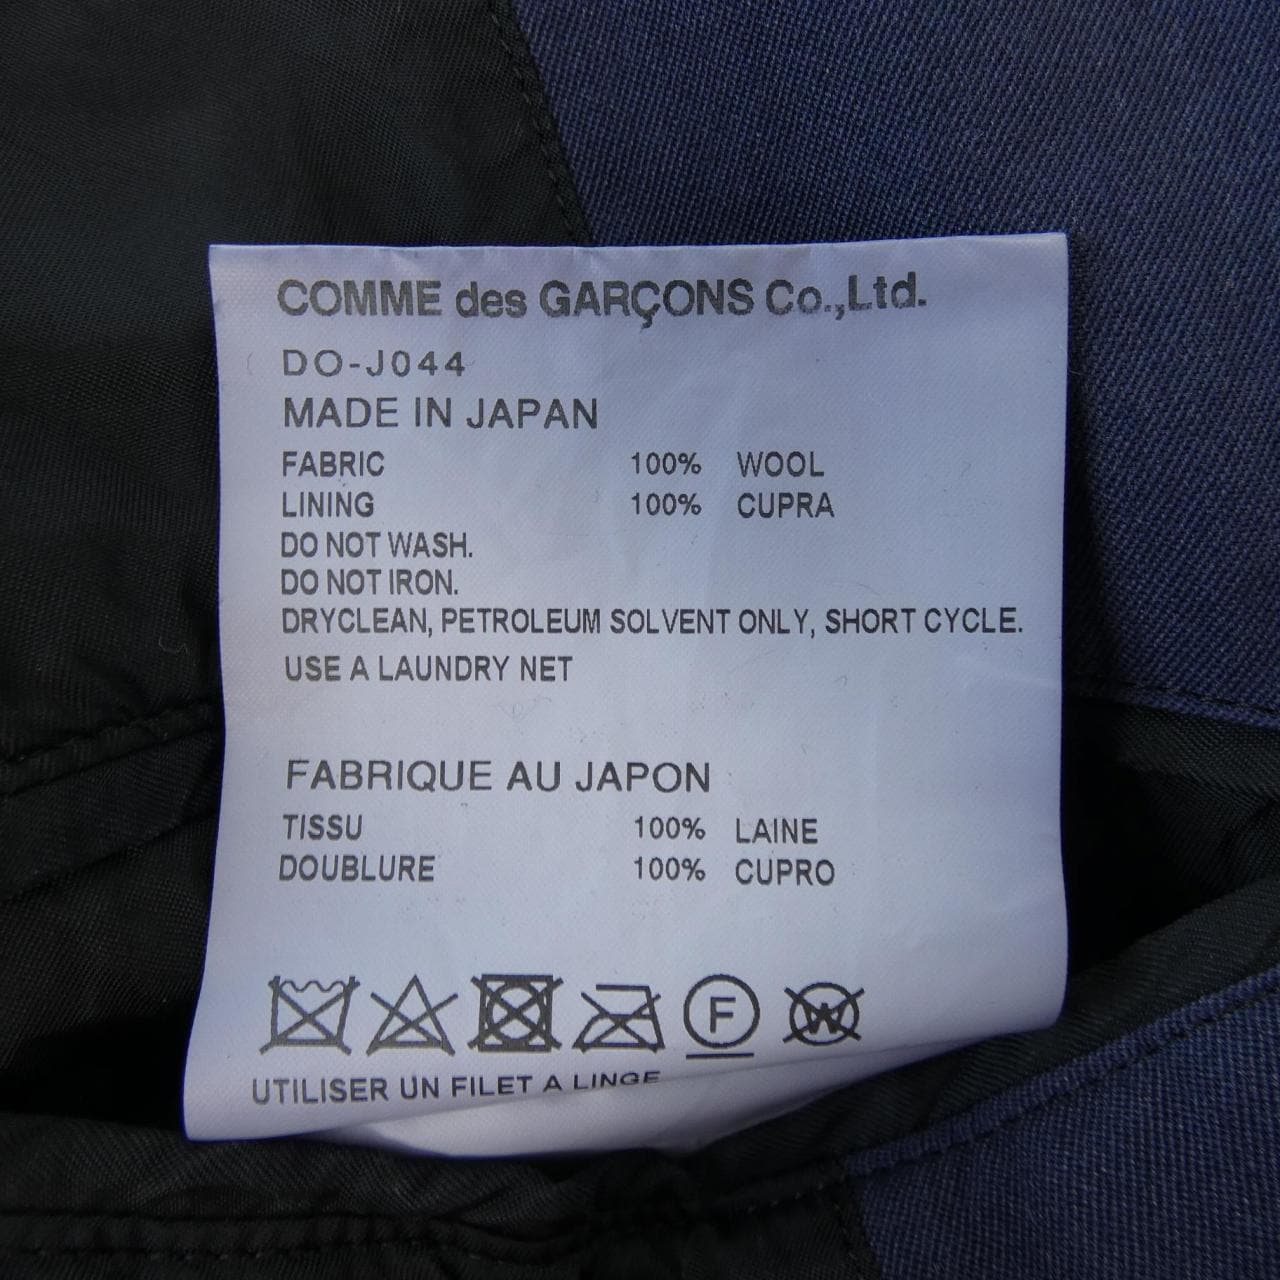 COMME des GARÇONS Co.,Ltd.
DO-J044
MADE IN JAPAN
FABRIC 100% WOOL
LINING 100% CUPRA
DO NOT WASH.
DO NOT IRON.
DRYCLEAN, PETROLEUM SOLVENT ONLY, SHORT CYCLE.
USE A LAUNDRY NET
FABRIQUE AU JAPON
TISSU 100% LAINE
DOUBLURE 100% CUPRO
F W
UTILISER UN FILET A LINGE